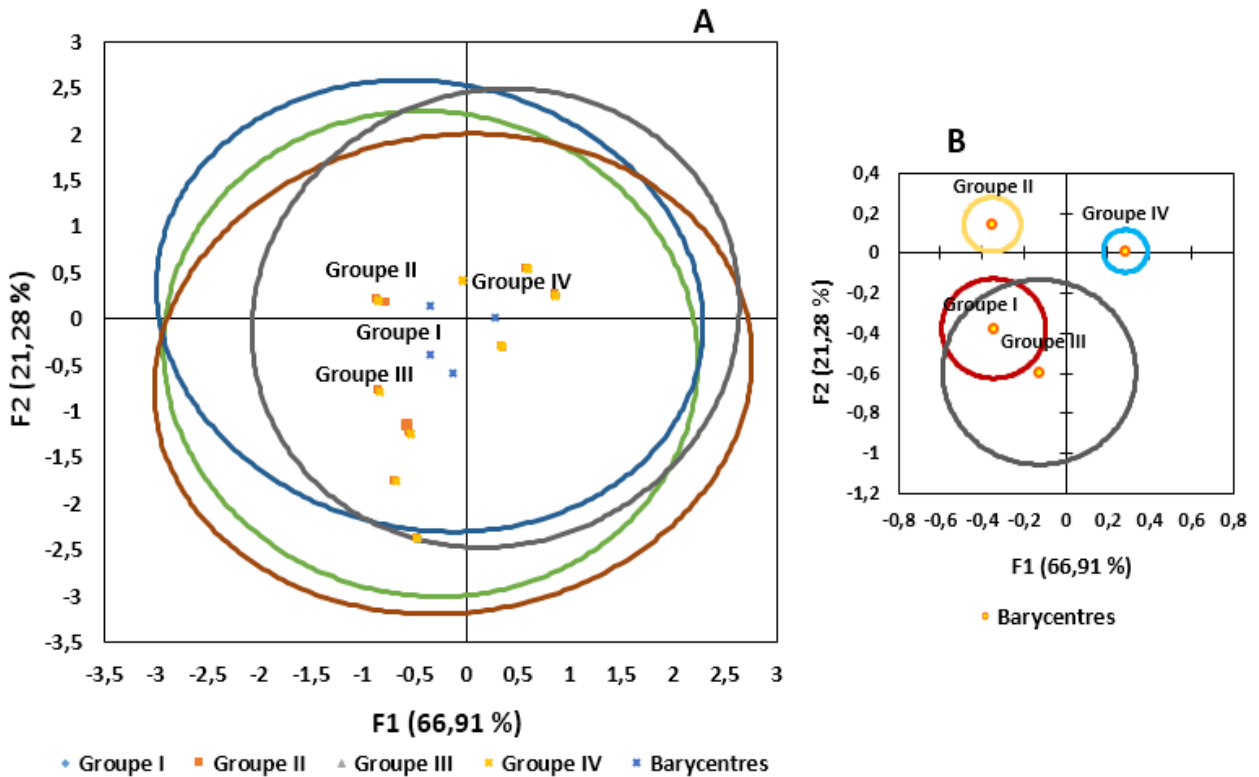 A
3
2,5
2
1,5
1
0,5
0
-0,5
-1
-1,5
-2
-2,5
-3
-3,5
F2 (21,28 %)
Groupe II
Groupe IV
Groupe I
Groupe III
-3,5 -3 -2,5 -2 -1,5 -1 -0,5 0 0,5 1 1,5 2 2,5 3
F1 (66,91 %)
Groupe I Groupe II Groupe III Groupe IV Barycentres
B
0,4
0,2
0
-0,2
-0,4
-0,6
-0,8
-1
-1,2
F2 (21,28 %)
Groupe II
Groupe IV
Groupe I
Groupe III
-0,8 -0,6 -0,4 -0,2 0 0,2 0,4 0,6 0,8
F1 (66,91 %)
Barycentres